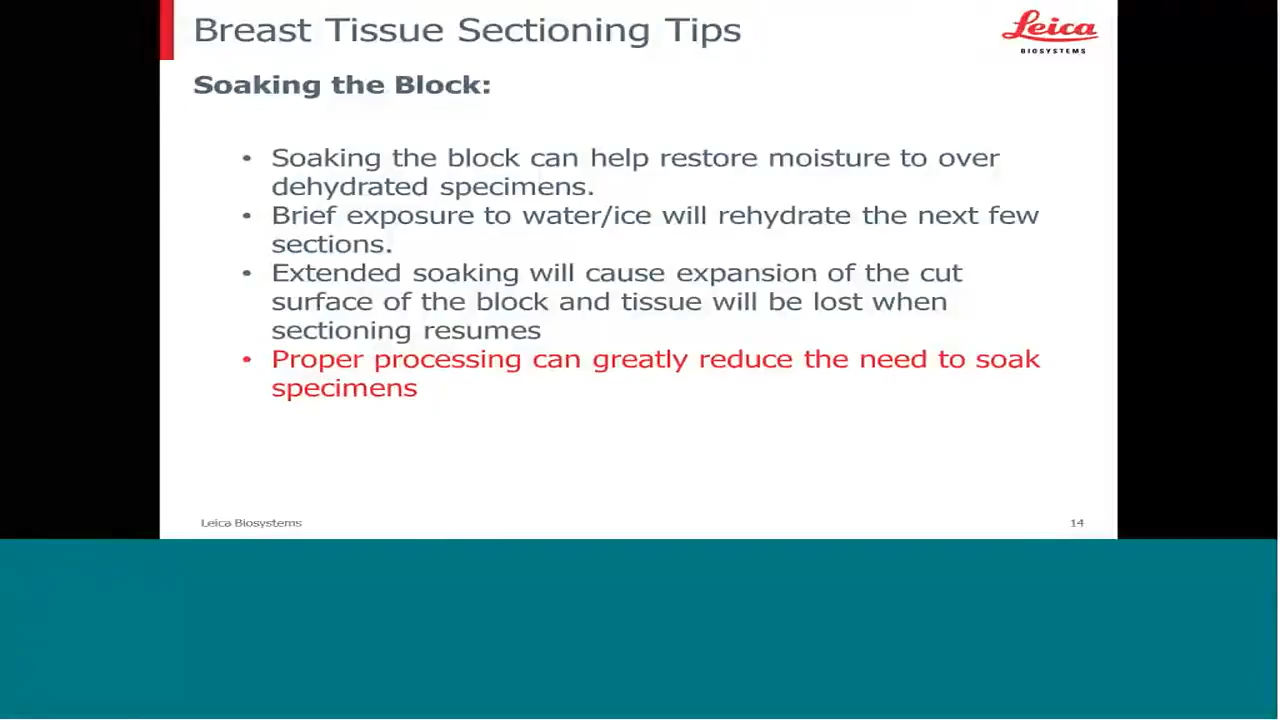 Breast Tissue Sectioning Tips
Leica
BIOSYSTEMS
Soaking the Block:
• Soaking the block can help restore moisture to over
dehydrated specimens.
• Brief exposure to water/ice will rehydrate the next few
sections.
• Extended soaking will cause expansion of the cut
surface of the block and tissue will be lost when
sectioning resumes
• Proper processing can greatly reduce the need to soak
specimens
Leica Biosystems
14